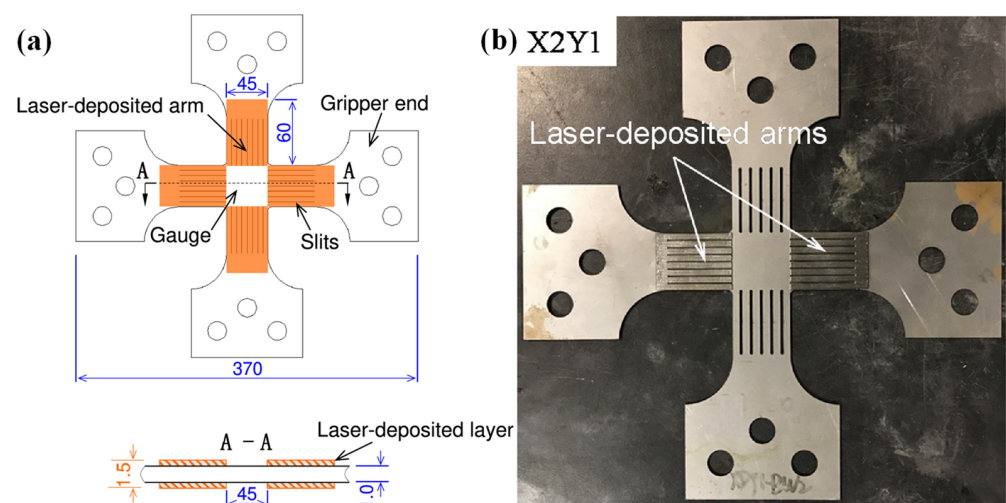 (a)
45
Laser-deposited arm
Gripper end
60
A
A
Gauge
Slits
370
A - A
Laser-deposited layer
1.5
.0
45
(b) X2Y1
Laser-deposited arms